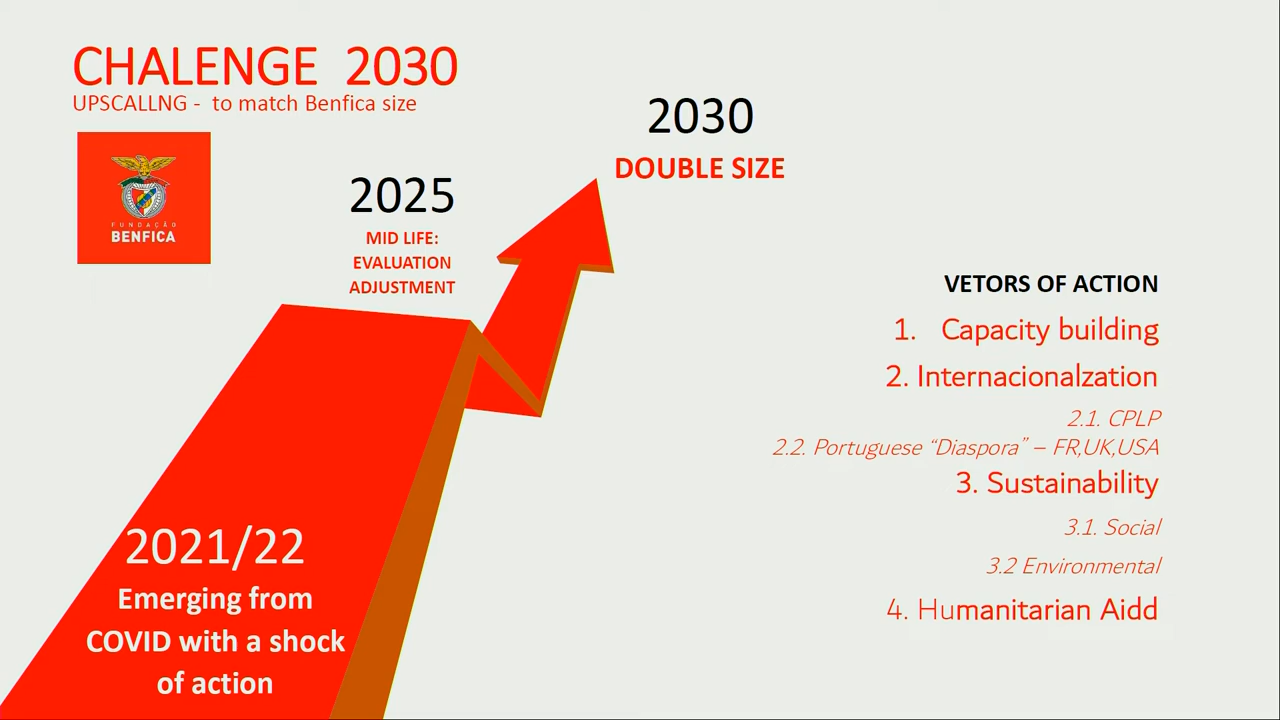 CHALENGE 2030
UPSCALLNG - to match Benfica size
FUNDAÇÃO
BENFICA
2030
DOUBLE SIZE
2025
MID LIFE:
EVALUATION
ADJUSTMENT
2021/22
Emerging from
COVID with a shock
of action
VETORS OF ACTION
1. Capacity building
2. Internacionalzation
2.1. CPLP
2.2. Portuguese “Diaspora” – FR,UK,USA
3. Sustainability
3.1. Social
3.2 Environmental
4. Humanitarian Aidd